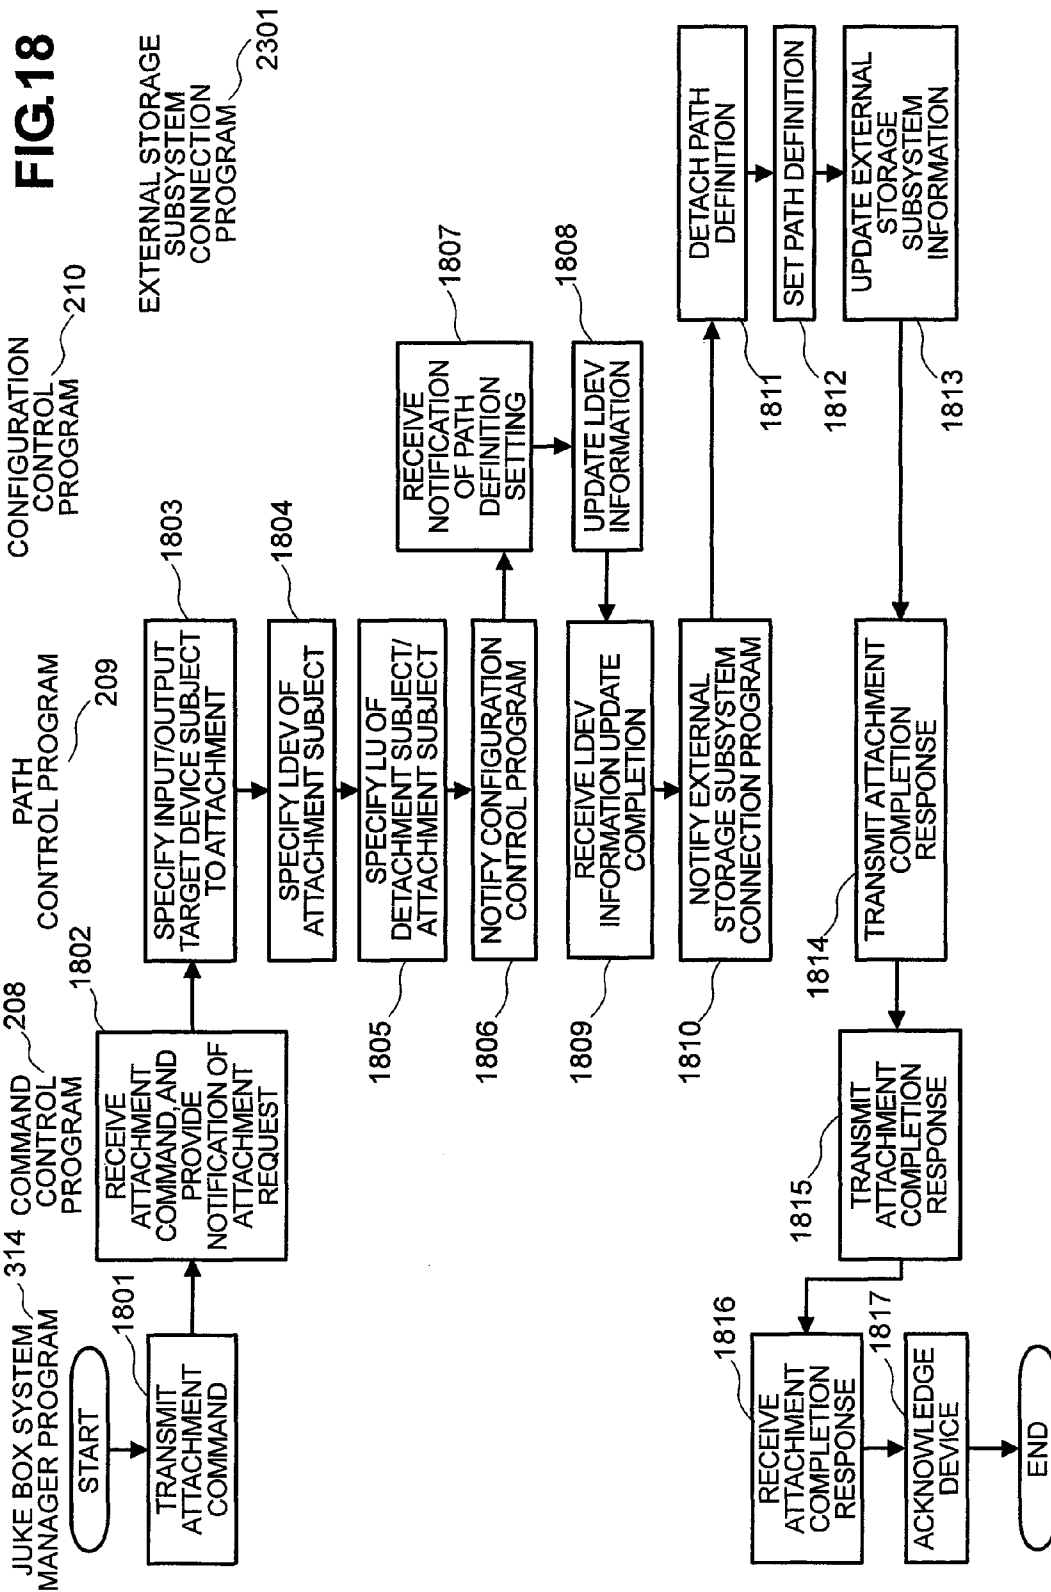 FIG.18
JUKE BOX SYSTEM
MANAGER PROGRAM
314
COMMAND
CONTROL
PROGRAM
208
PATH
CONTROL PROGRAM
209
CONFIGURATION
CONTROL
PROGRAM
210
EXTERNAL STORAGE
SUBSYSTEM
CONNECTION
PROGRAM
2301
START
1801
TRANSMIT
ATTACHMENT
COMMAND
1802
RECEIVE
ATTACHMENT
COMMAND, AND
PROVIDE
NOTIFICATION OF
ATTACHMENT
REQUEST
1803
SPECIFY INPUT/OUTPUT
TARGET DEVICE SUBJECT
TO ATTACHMENT
1804
SPECIFY LDEV OF
ATTACHMENT SUBJECT
1805
SPECIFY LU OF
DETACHMENT SUBJECT/
ATTACHMENT SUBJECT
1806
NOTIFY CONFIGURATION
CONTROL PROGRAM
1807
RECEIVE
NOTIFICATION
OF PATH
DEFINITION
SETTING
1808
UPDATE LDEV
INFORMATION
1809
RECEIVE LDEV
INFORMATION UPDATE
COMPLETION
1810
NOTIFY EXTERNAL
STORAGE SUBSYSTEM
CONNECTION PROGRAM
1811
DETACH PATH
DEFINITION
1812
SET PATH DEFINITION
1813
UPDATE EXTERNAL
STORAGE
SUBSYSTEM
INFORMATION
1814
TRANSMIT ATTACHMENT
COMPLETION
RESPONSE
1815
TRANSMIT
ATTACHMENT
COMPLETION
RESPONSE
1816
RECEIVE
ATTACHMENT
COMPLETION
RESPONSE
1817
ACKNOWLEDGE
DEVICE
END